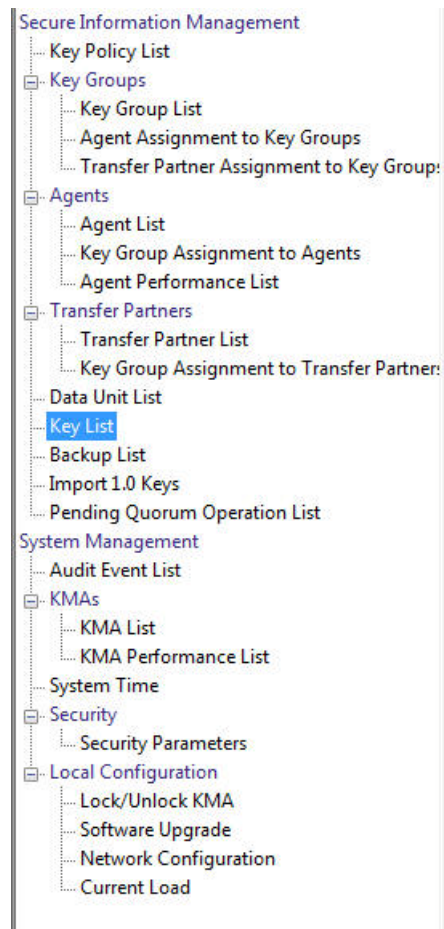 Secure Information Management
Key Policy List
Key Groups
Key Group List
Agent Assignment to Key Groups
Transfer Partner Assignment to Key Groups
Agents
Agent List
Key Group Assignment to Agents
Agent Performance List
Transfer Partners
Transfer Partner List
Key Group Assignment to Transfer Partners
Data Unit List
Key List
Backup List
Import 1.0 Keys
Pending Quorum Operation List
System Management
Audit Event List
KMAs
KMA List
KMA Performance List
System Time
Security
Security Parameters
Local Configuration
Lock/Unlock KMA
Software Upgrade
Network Configuration
Current Load